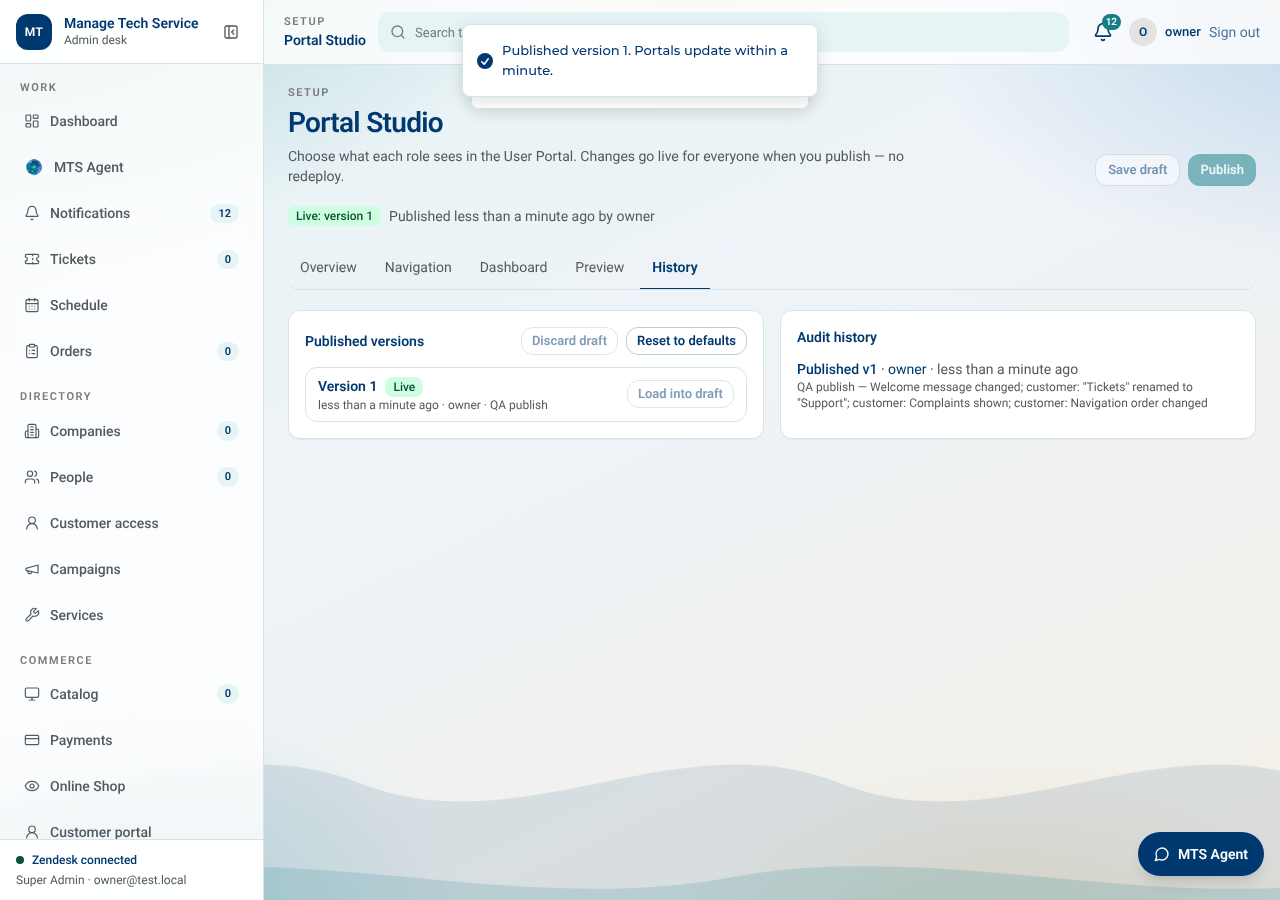 MT
Manage Tech Service
Admin desk
WORK
Dashboard
MTS Agent
Notifications 12
Tickets 0
Schedule
Orders 0
DIRECTORY
Companies 0
People 0
Customer access
Campaigns
Services
COMMERCE
Catalog 0
Payments
Online Shop
Customer portal
Zendesk connected
Super Admin · owner@test.local
SETUP
Portal Studio
Search
12
O owner Sign out
Published version 1. Portals update within a
minute.
SETUP
Portal Studio
Choose what each role sees in the User Portal. Changes go live for everyone when you publish — no
redeploy.
Save draft Publish
Live: version 1 Published less than a minute ago by owner
Overview Navigation Dashboard Preview History
Published versions Discard draft Reset to defaults
Version 1 Live
less than a minute ago · owner · QA publish
Load into draft
Audit history
Published v1 · owner · less than a minute ago
QA publish — Welcome message changed; customer: "Tickets" renamed to
"Support"; customer: Complaints shown; customer: Navigation order changed
MTS Agent